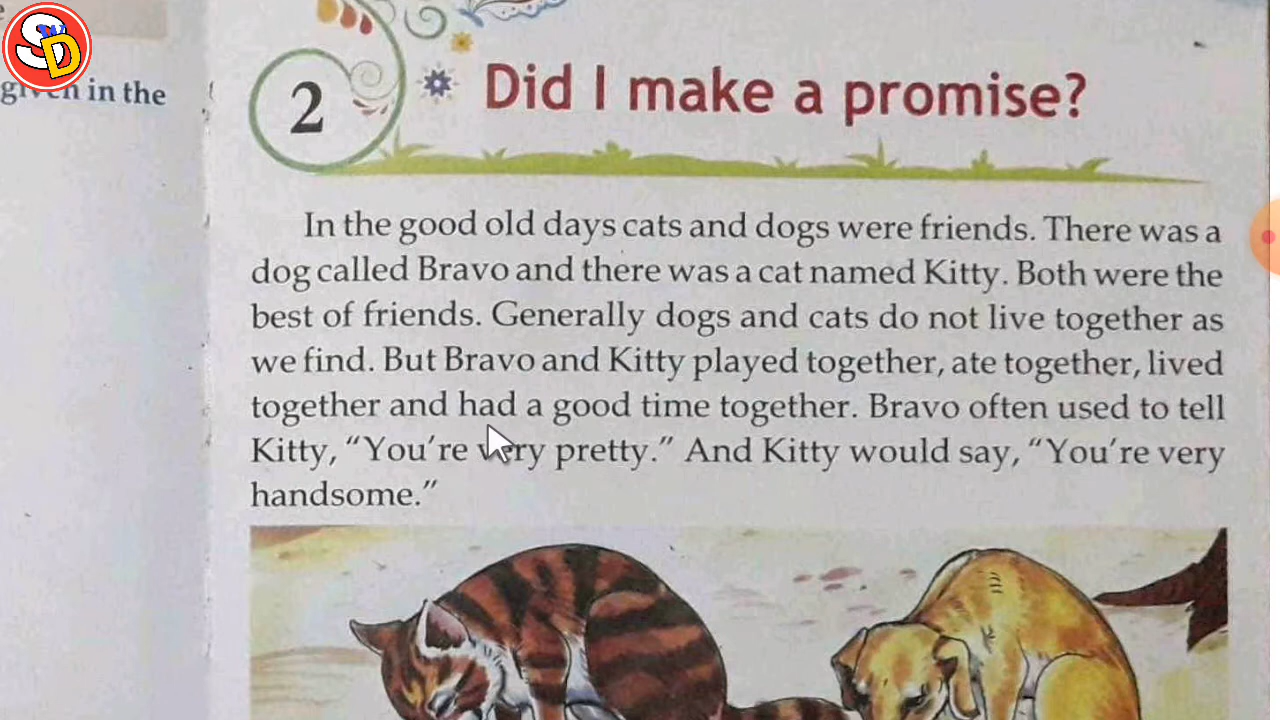 SWD
given in the
2
Did I make a promise?
In the good old days cats and dogs were friends. There was a
dog called Bravo and there was a cat named Kitty. Both were the
best of friends. Generally dogs and cats do not live together as
we find. But Bravo and Kitty played together, ate together, lived
together and had a good time together. Bravo often used to tell
Kitty, “You’re very pretty.” And Kitty would say, “You’re very
handsome.”